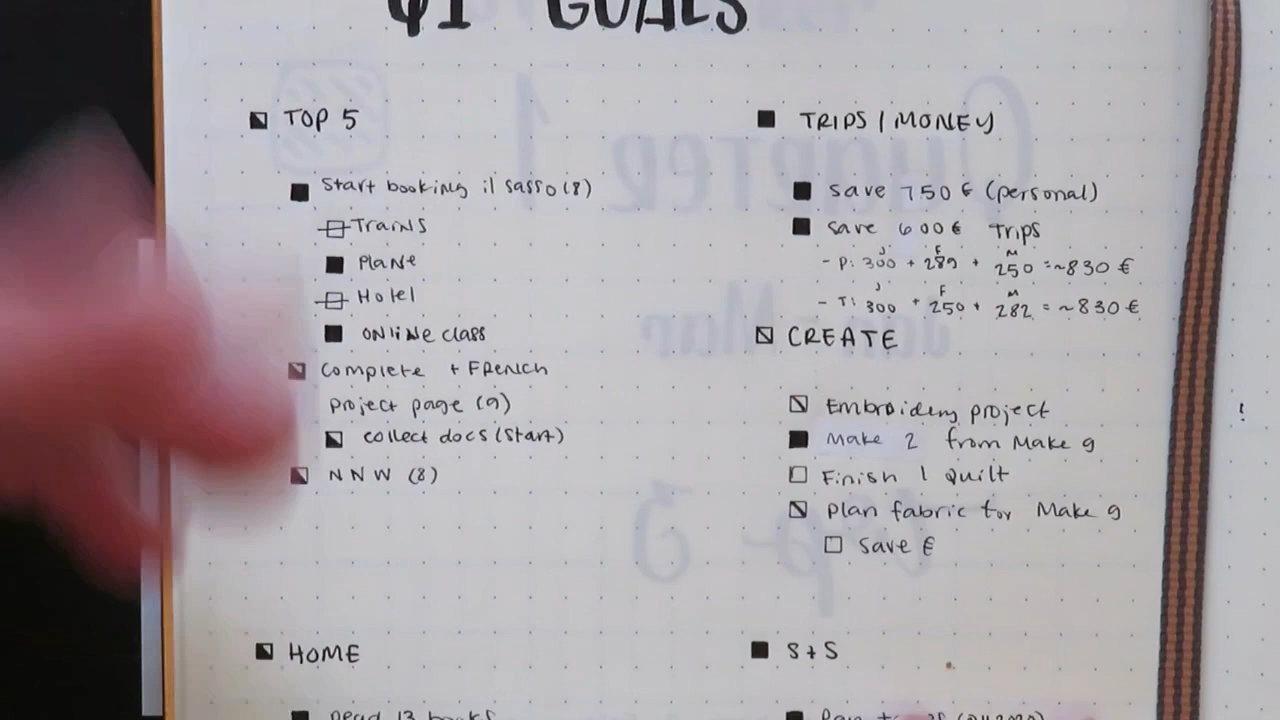 Q1 GOALS
TOP 5
Start booking il sasso (8)
Trains
Plane
Hotel
online class
Complete + French
project page (9)
collect docs (start)
NNW (8)
HOME
Read 13 books
TRIPS / MONEY
save 750 € (personal)
save 600€ Trips
J F M
- P: 300 + 289 + 250 = ~830 €
J F M
- T: 300 + 250 + 282 = ~830 €
CREATE
Embroidery project
Make 2 from Make 9
Finish 1 quilt
Plan fabric for Make 9
save €
S + S
!